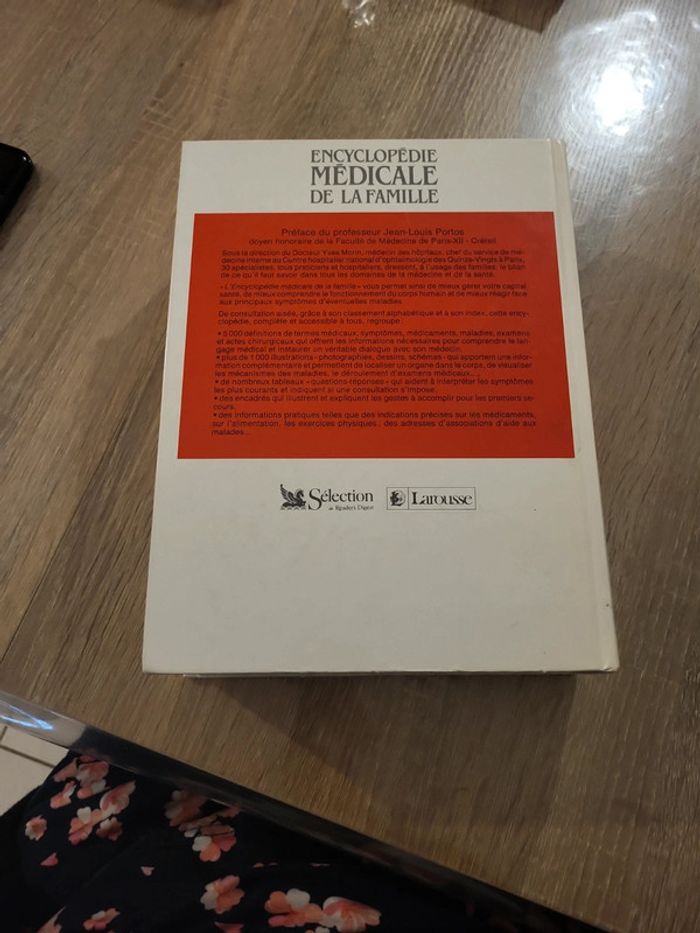 ENCYCLOPÉDIE
MÉDICALE
DE LA FAMILLE
Préface du professeur Jean-Louis Portos
doyen honoraire de la Faculté de Médecine de Paris-XII - Créteil
Sous la direction du Docteur Yves Morin, médecin des hôpitaux, chef du service de mé-
decine interne au Centre hospitalier national d'ophtalmologie des Quinze-Vingts à Paris,
30 spécialistes, tous praticiens et hospitaliers, dressent, à l'usage des familles, le bilan
de ce qu'il faut savoir dans tous les domaines de la médecine et de la santé.
« L'Encyclopédie médicale de la famille » vous permet ainsi de mieux gérer votre capital
santé, de mieux comprendre le fonctionnement du corps humain et de mieux réagir face
aux principaux symptômes d'éventuelles maladies.
De consultation aisée, grâce à son classement alphabétique et à son index, cette ency-
clopédie, complète et accessible à tous, regroupe :
• 5000 définitions de termes médicaux, symptômes, médicaments, maladies, examens
et actes chirurgicaux qui offrent les informations nécessaires pour comprendre le lan-
gage médical et instaurer un véritable dialogue avec son médecin.
• plus de 1000 illustrations - photographies, dessins, schémas - qui apportent une infor-
mation complémentaire et permettent de localiser un organe dans le corps, de visualiser
les mécanismes des maladies, le déroulement d'examens médicaux...
• de nombreux tableaux « questions-réponses » qui aident à interpréter les symptômes
les plus courants et indiquent si une consultation s'impose.
• des encadrés qui illustrent et expliquent les gestes à accomplir pour les premiers se-
cours.
• des informations pratiques telles que des indications précises sur les médicaments,
sur l'alimentation, les exercices physiques ; des adresses d'associations d'aide aux
malades...
Sélection
du Reader's Digest
Larousse